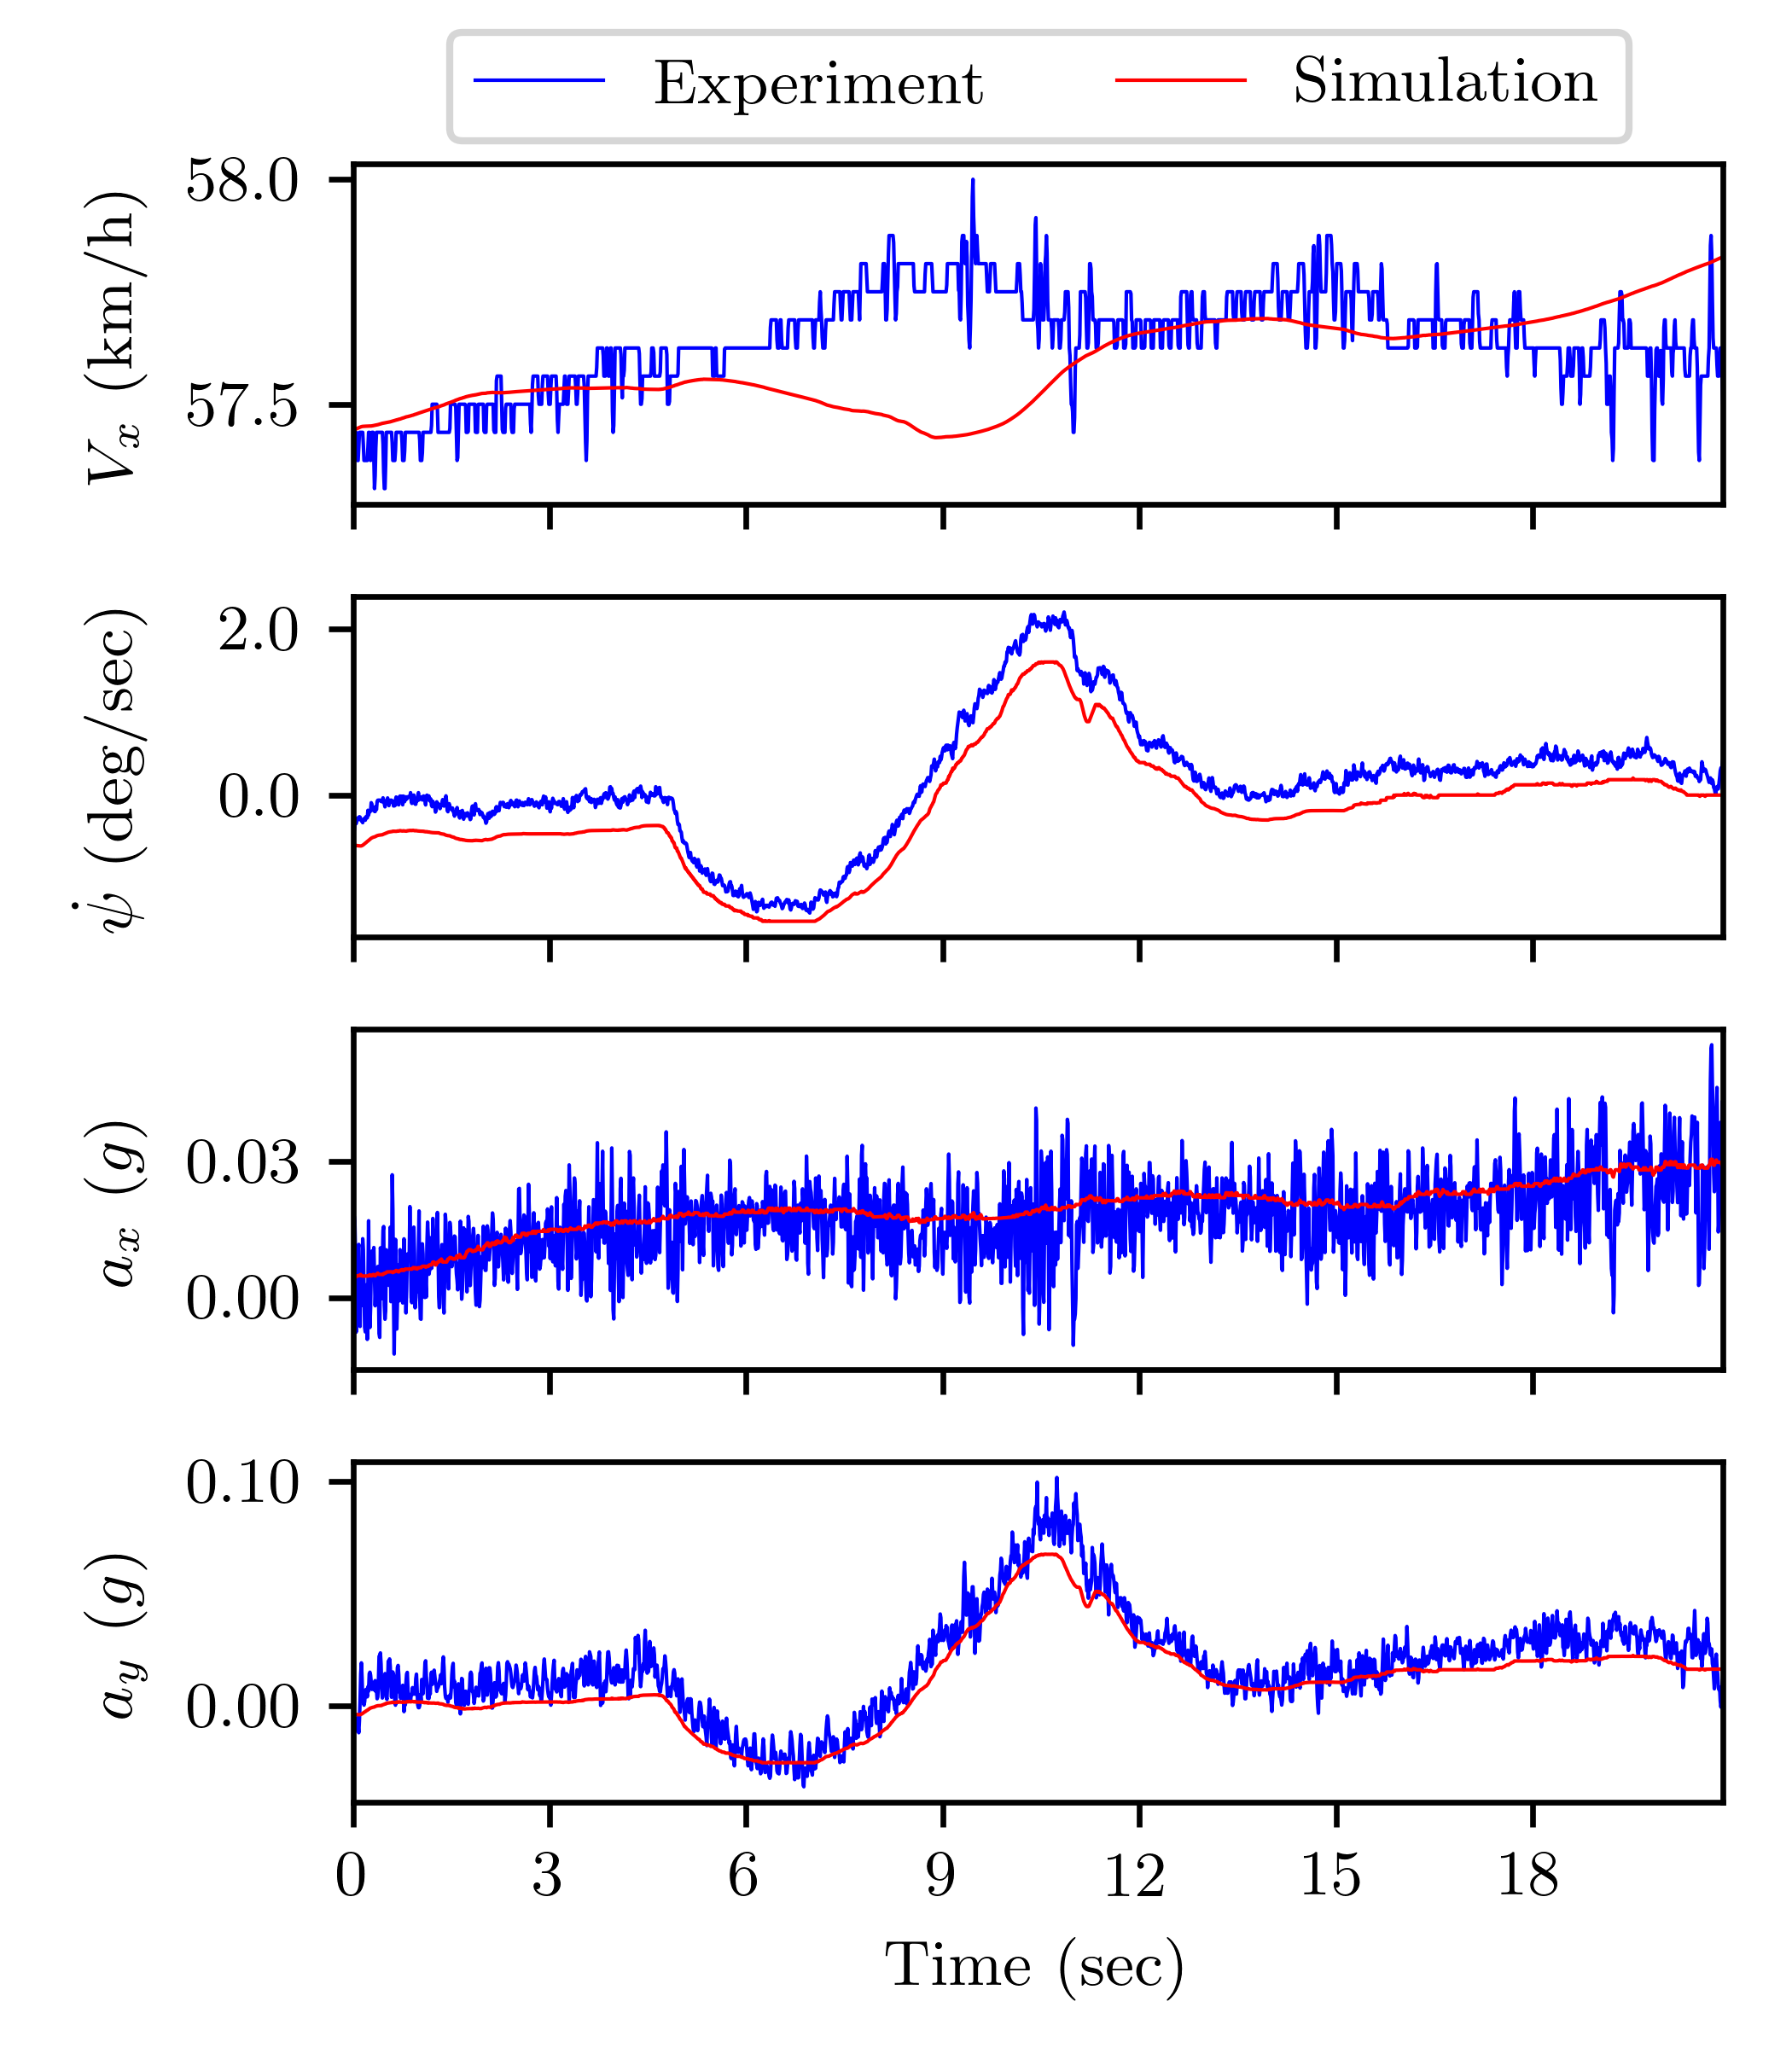 Experiment Simulation
58.0
57.5
V_x (km/h)
2.0
0.0
ψ̇ (deg/sec)
0.03
0.00
a_x (g)
0.10
0.00
a_y (g)
0 3 6 9 12 15 18
Time (sec)